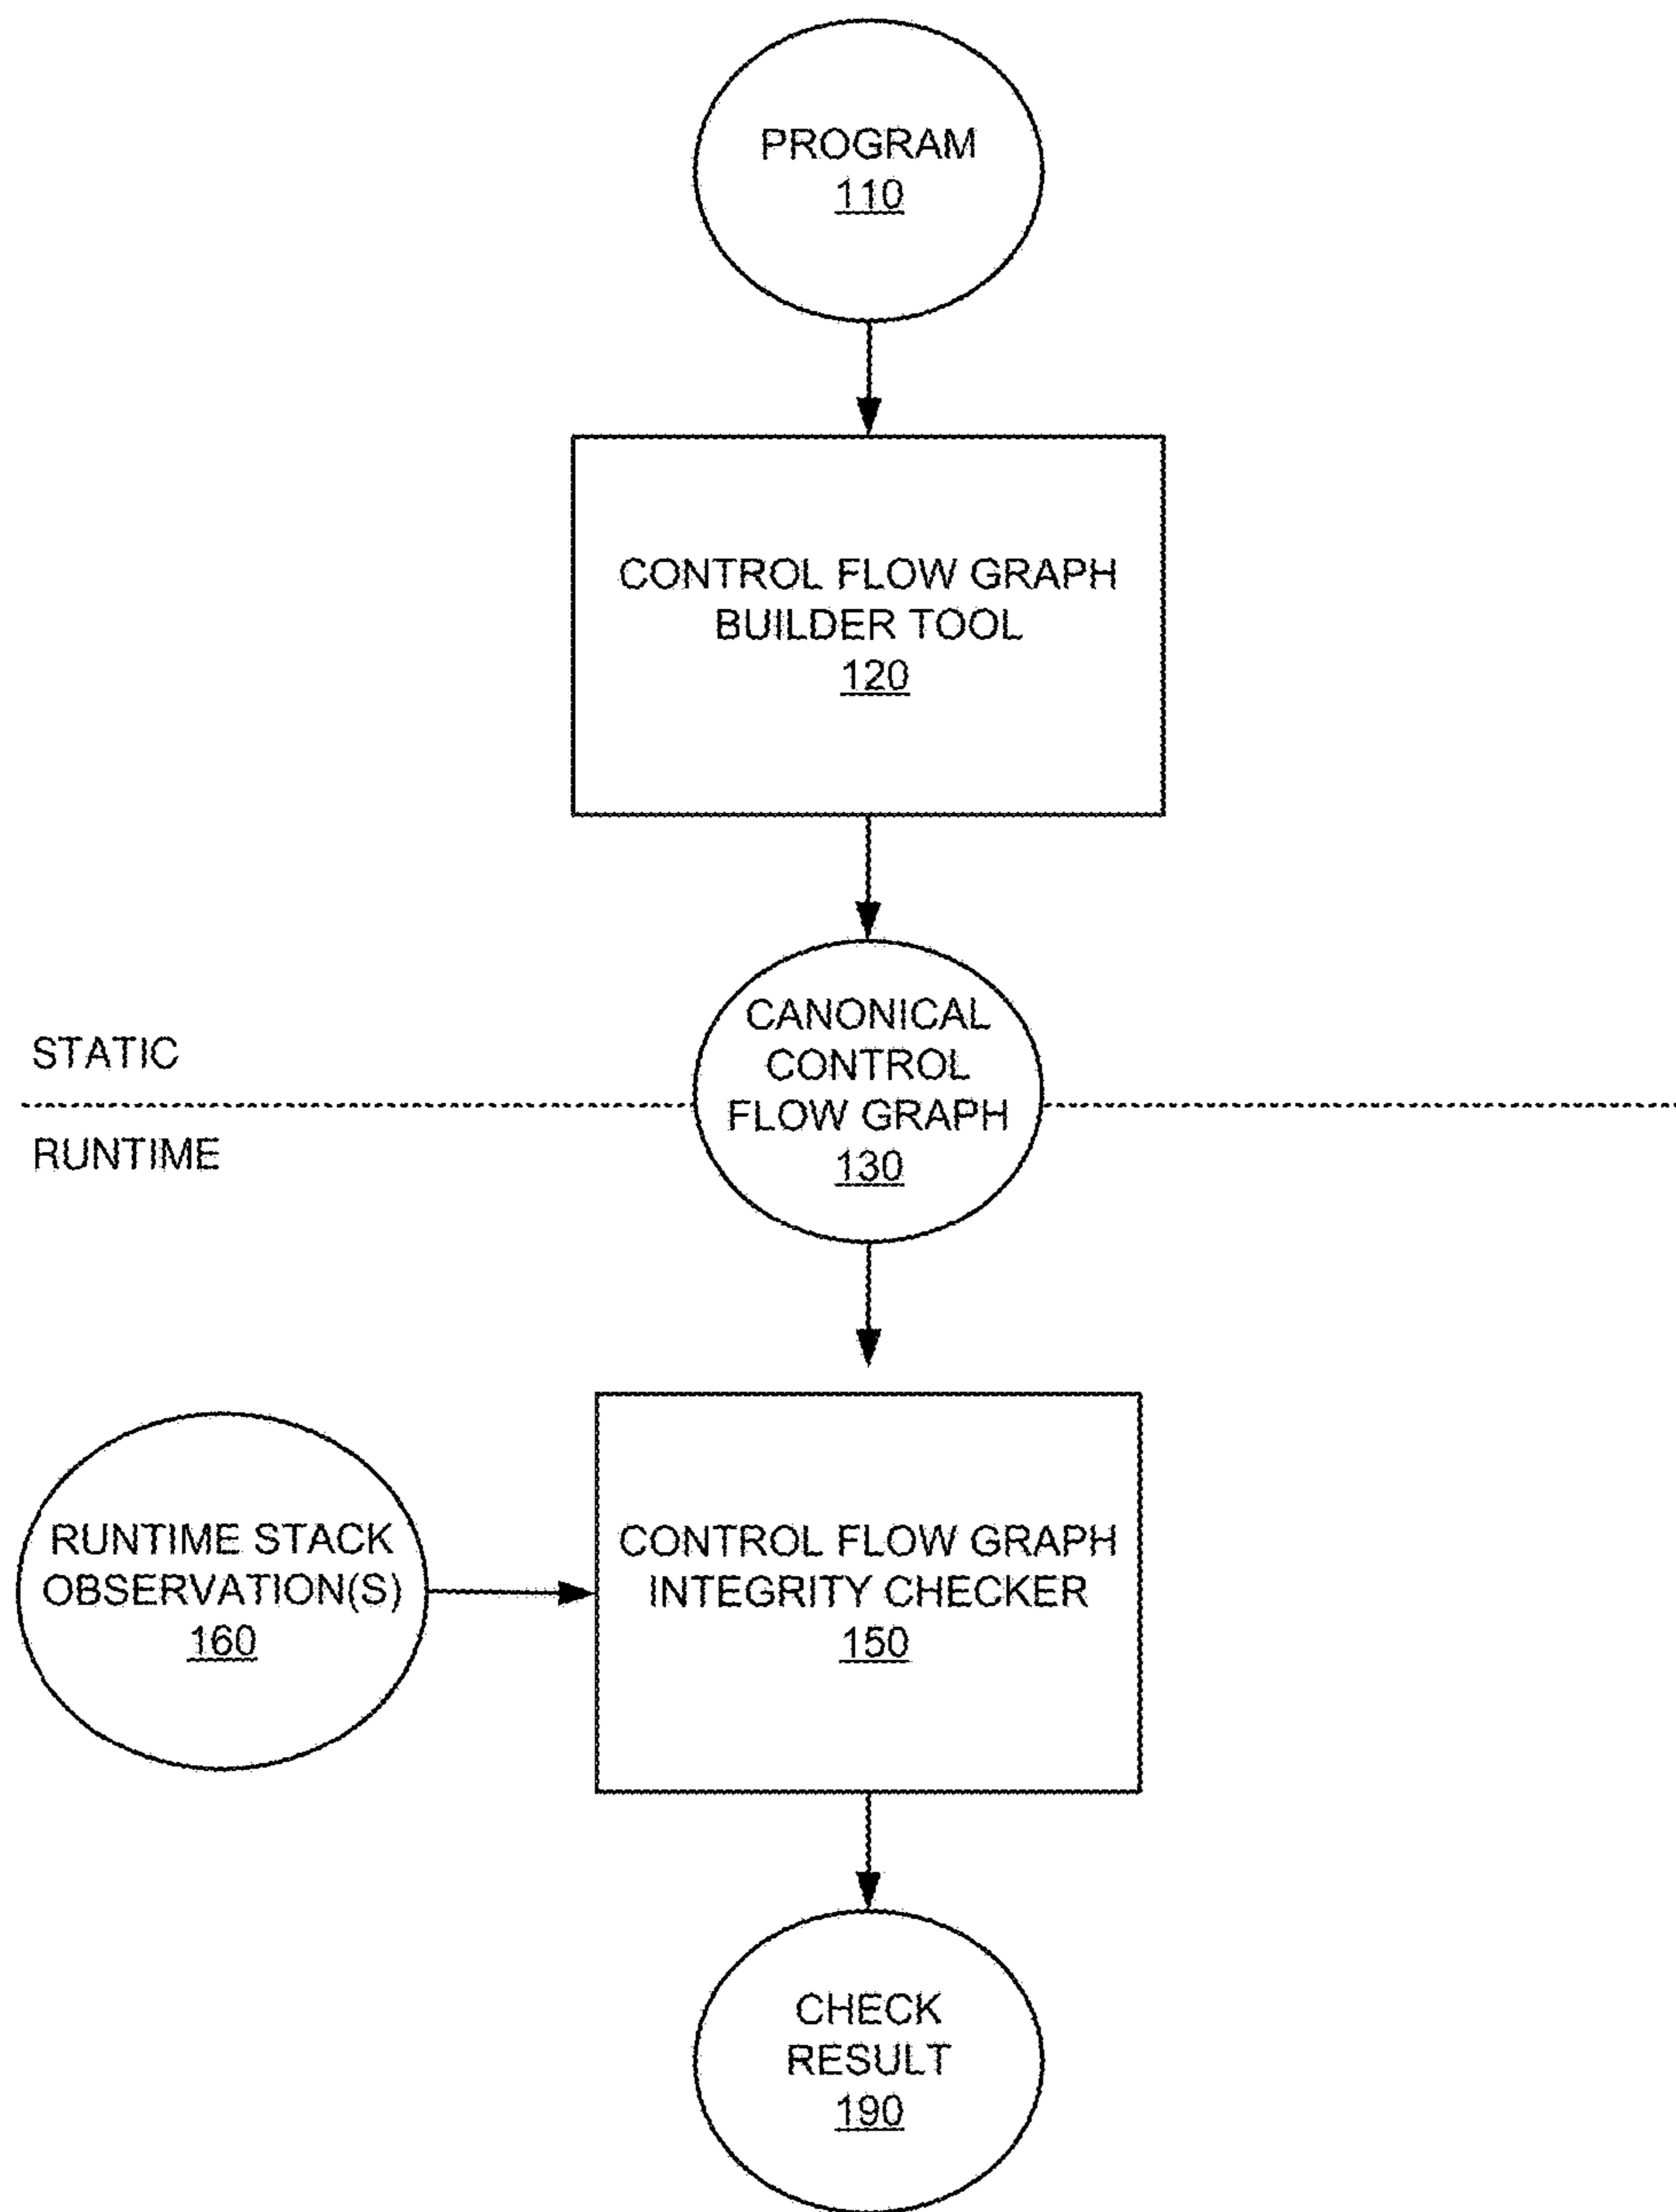 PROGRAM
110
CONTROL FLOW GRAPH
BUILDER TOOL
120
CANONICAL
CONTROL
FLOW GRAPH
130
STATIC
RUNTIME
RUNTIME STACK
OBSERVATION(S)
160
CONTROL FLOW GRAPH
INTEGRITY CHECKER
150
CHECK
RESULT
190